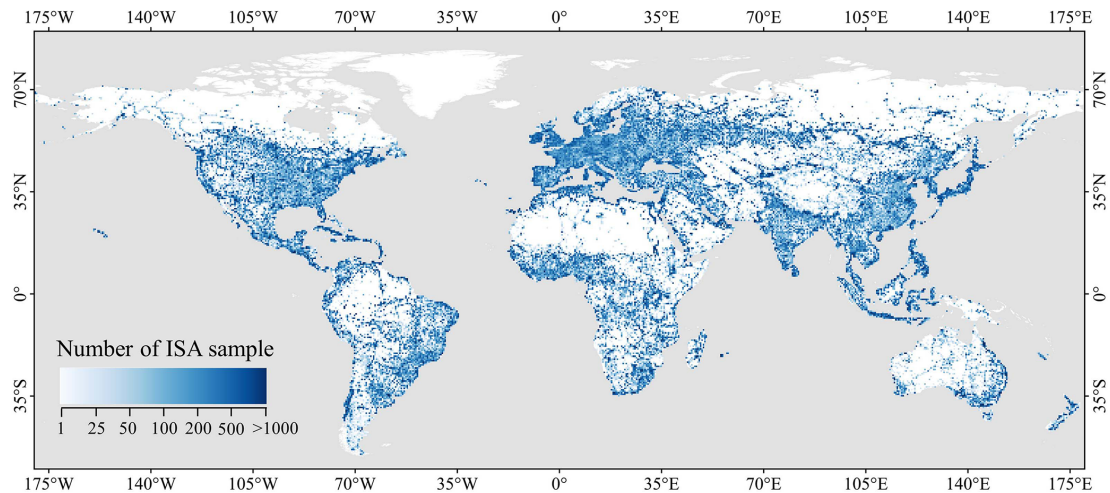 175°W 140°W 105°W 70°W 35°W 0° 35°E 70°E 105°E 140°E 175°E
70°N 70°N
35°N 35°N
0° 0°
35°S 35°S
Number of ISA sample
1 25 50 100 200 500 >1000
175°W 140°W 105°W 70°W 35°W 0° 35°E 70°E 105°E 140°E 175°E